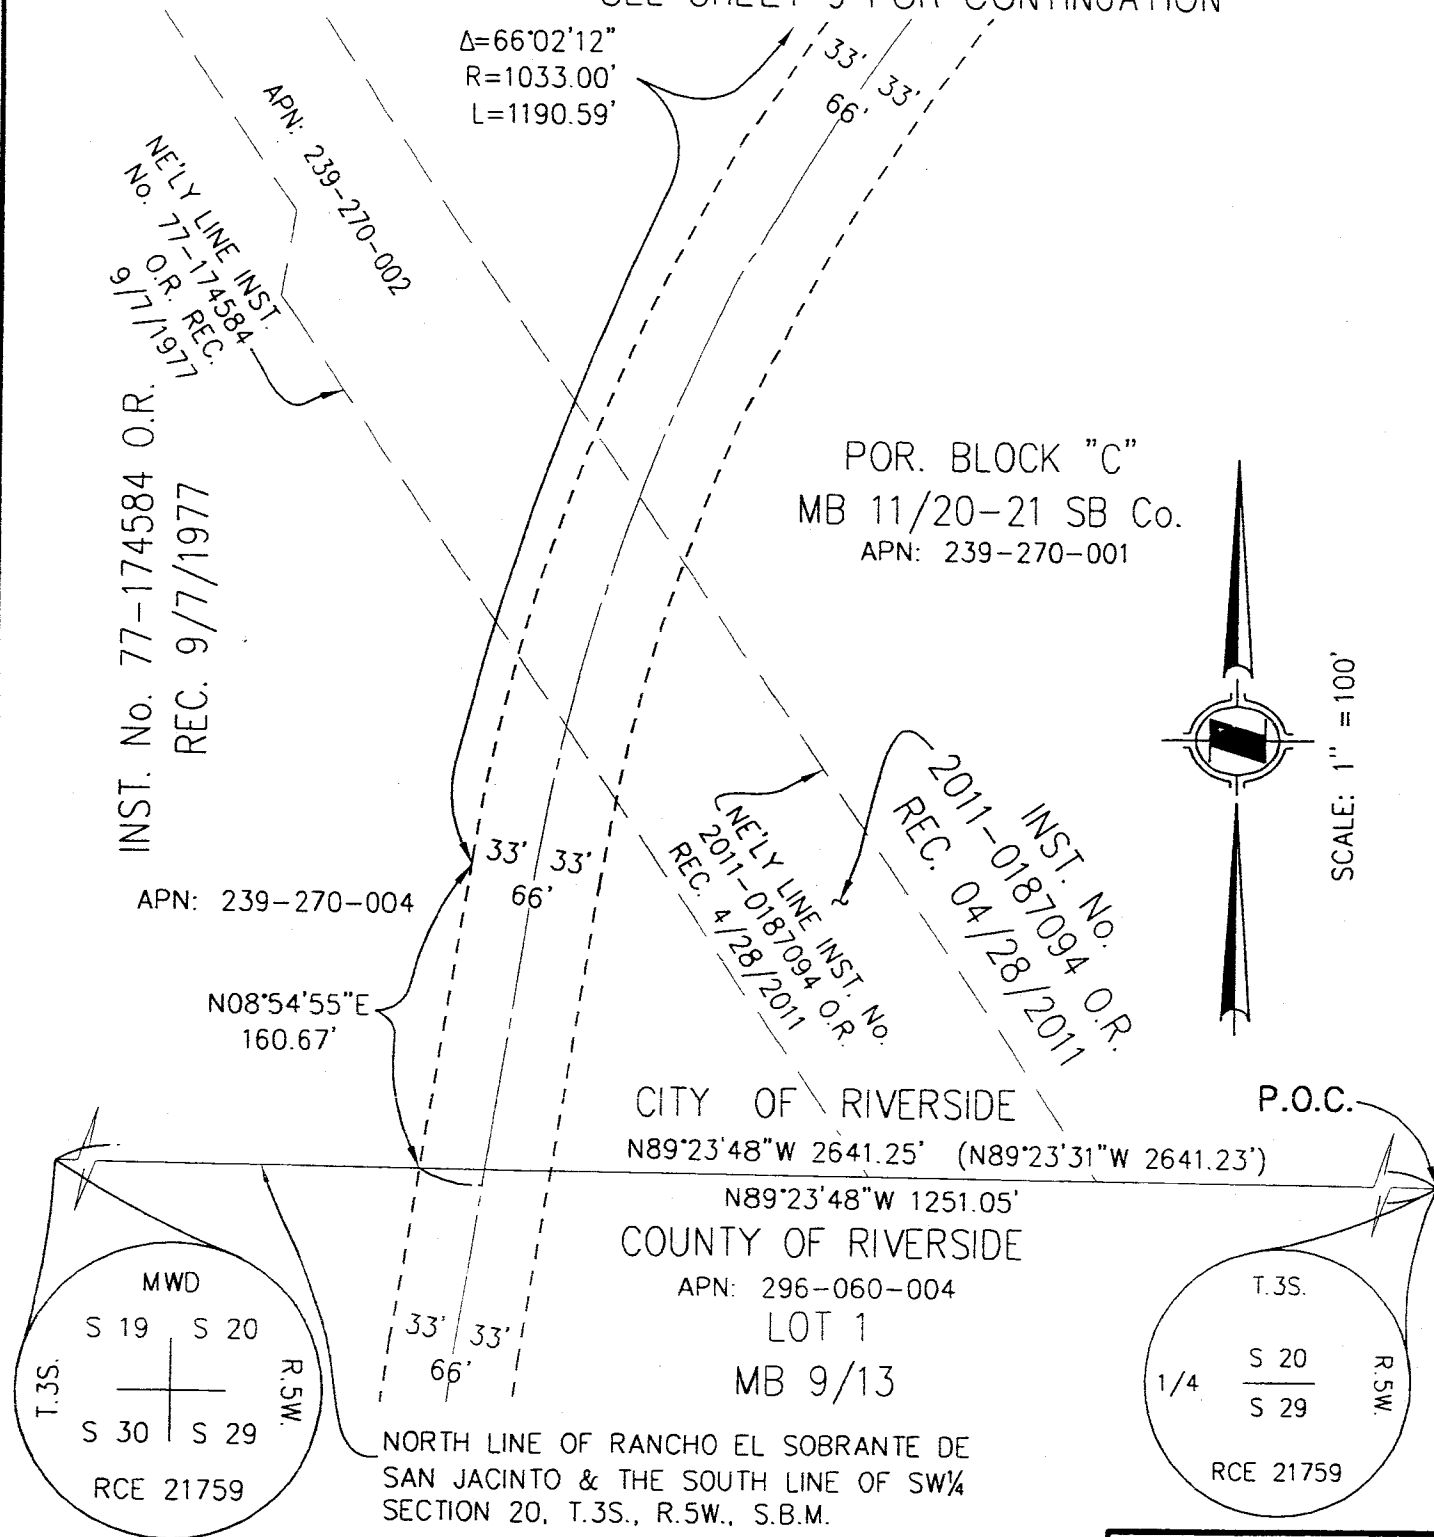 SEE SHEET 3 FOR CONTINUATION
Δ=66°02'12"
R=1033.00'
L=1190.59'
33' 33'
66'
APN: 239-270-002
NE'LY LINE INST.
No. 77-174584
O.R. REC.
9/7/1977
INST. No. 77-174584 O.R.
REC. 9/7/1977
POR. BLOCK "C"
MB 11/20-21 SB Co.
APN: 239-270-001
SCALE: 1" = 100'
33' 33'
66'
APN: 239-270-004
N08°54'55"E
160.67'
NE'LY LINE INST. No.
2011-0187094 O.R.
REC. 4/28/2011
INST. No.
2011-0187094 O.R.
REC. 04/28/2011
CITY OF RIVERSIDE
P.O.C.
N89°23'48"W 2641.25' (N89°23'31"W 2641.23')
N89°23'48"W 1251.05'
COUNTY OF RIVERSIDE
APN: 296-060-004
LOT 1
MB 9/13
33' 33'
66'
MWD
S 19 S 20
T.3S. R.5W.
S 30 S 29
RCE 21759
T.3S.
1/4 S 20 R.5W.
S 29
RCE 21759
NORTH LINE OF RANCHO EL SOBRANTE DE
SAN JACINTO & THE SOUTH LINE OF SW¼
SECTION 20, T.3S., R.5W., S.B.M.